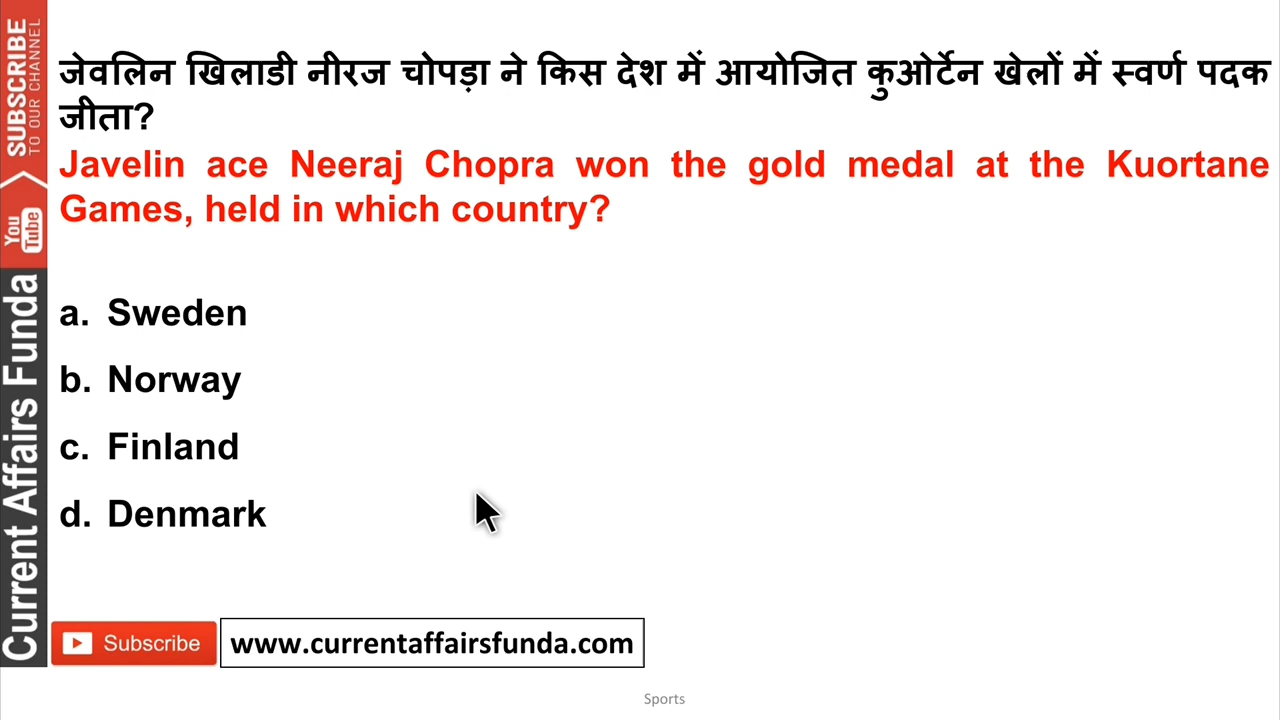 SUBSCRIBE
TO OUR CHANNEL
You
Tube
Current Affairs Funda
जेवलिन खिलाडी नीरज चोपड़ा ने किस देश में आयोजित कुओर्टेन खेलों में स्वर्ण पदक
जीता?
Javelin ace Neeraj Chopra won the gold medal at the Kuortane
Games, held in which country?
a. Sweden
b. Norway
c. Finland
d. Denmark
Subscribe
www.currentaffairsfunda.com
Sports